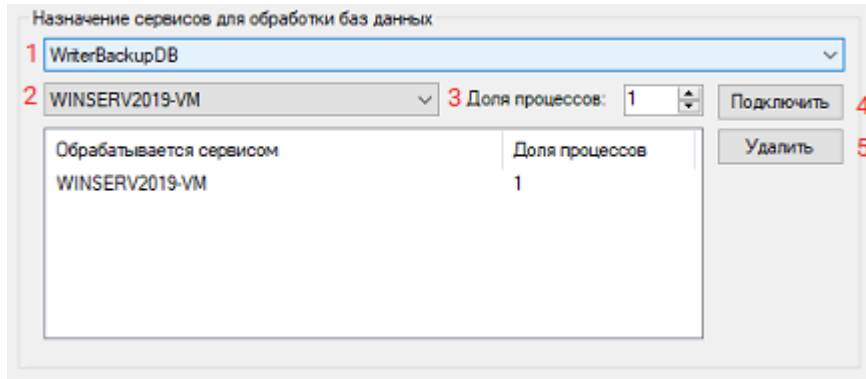 Назначение сервисов для обработки баз данных
1 WriterBackupDB
2 WINSERV2019-VM 3 Доля процессов: 1 Подключить 4
Обрабатывается сервисом Доля процессов Удалить 5
WINSERV2019-VM 1